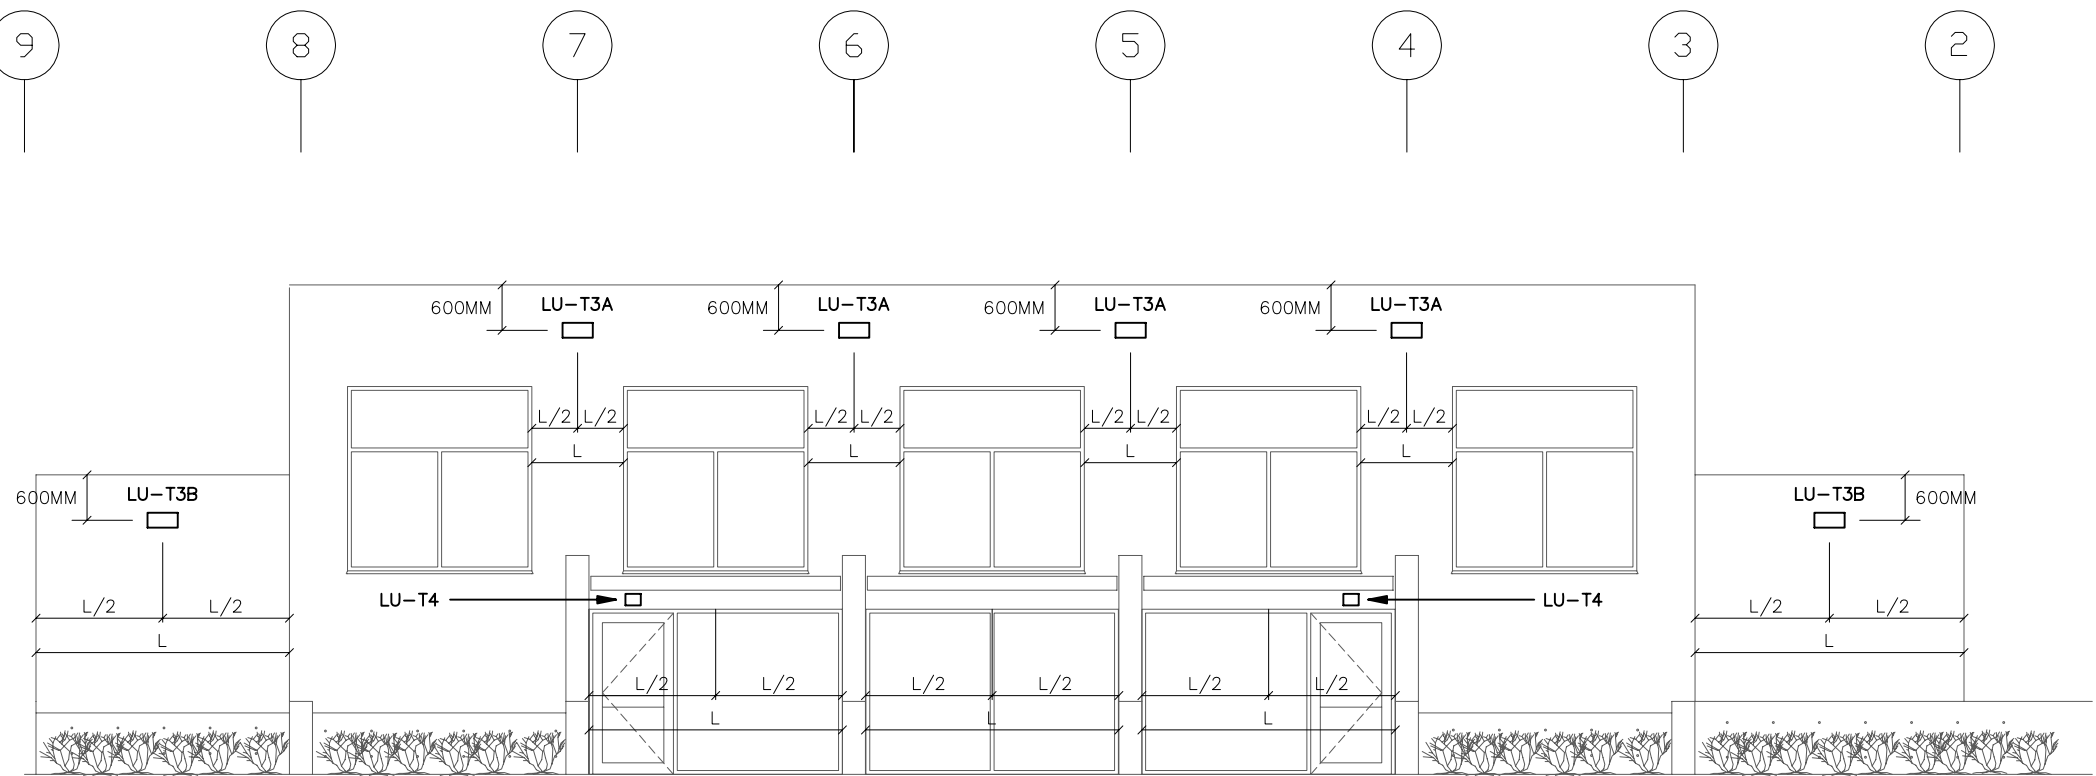 9 8 7 6 5 4 3 2
600MM LU-T3A 600MM LU-T3A 600MM LU-T3A 600MM LU-T3A
L/2 L/2 L/2 L/2 L/2 L/2 L/2 L/2
L L L L
600MM LU-T3B LU-T3B 600MM
LU-T4 LU-T4
L/2 L/2 L/2 L/2
L L
L/2 L/2 L/2 L/2 L/2 L/2
L L L